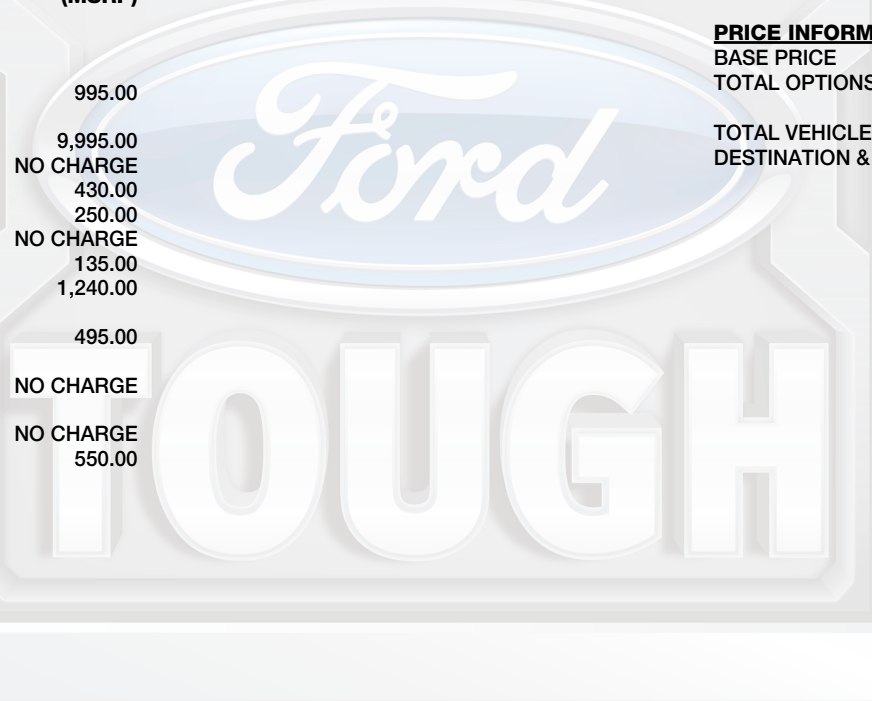 (MSRP)
995.00
9,995.00
NO CHARGE
430.00
250.00
NO CHARGE
135.00
1,240.00
495.00
NO CHARGE
NO CHARGE
550.00
PRICE INFORM
BASE PRICE
TOTAL OPTIONS
TOTAL VEHICLE
DESTINATION &
Ford
TOUGH